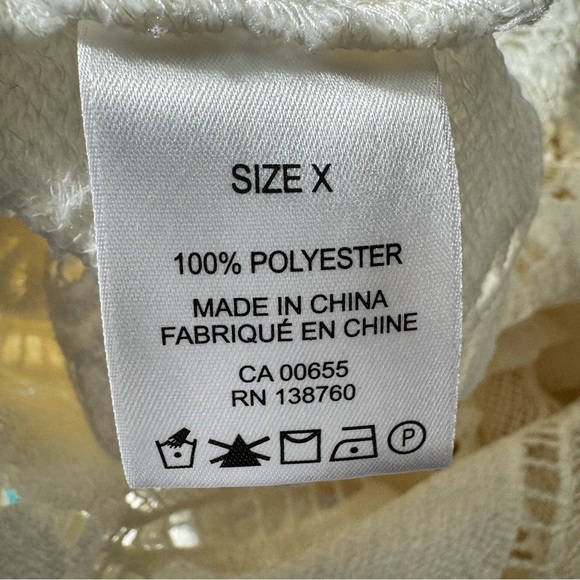 SIZE X
100% POLYESTER
MADE IN CHINA
FABRIQUÉ EN CHINE
CA 00655
RN 138760
P